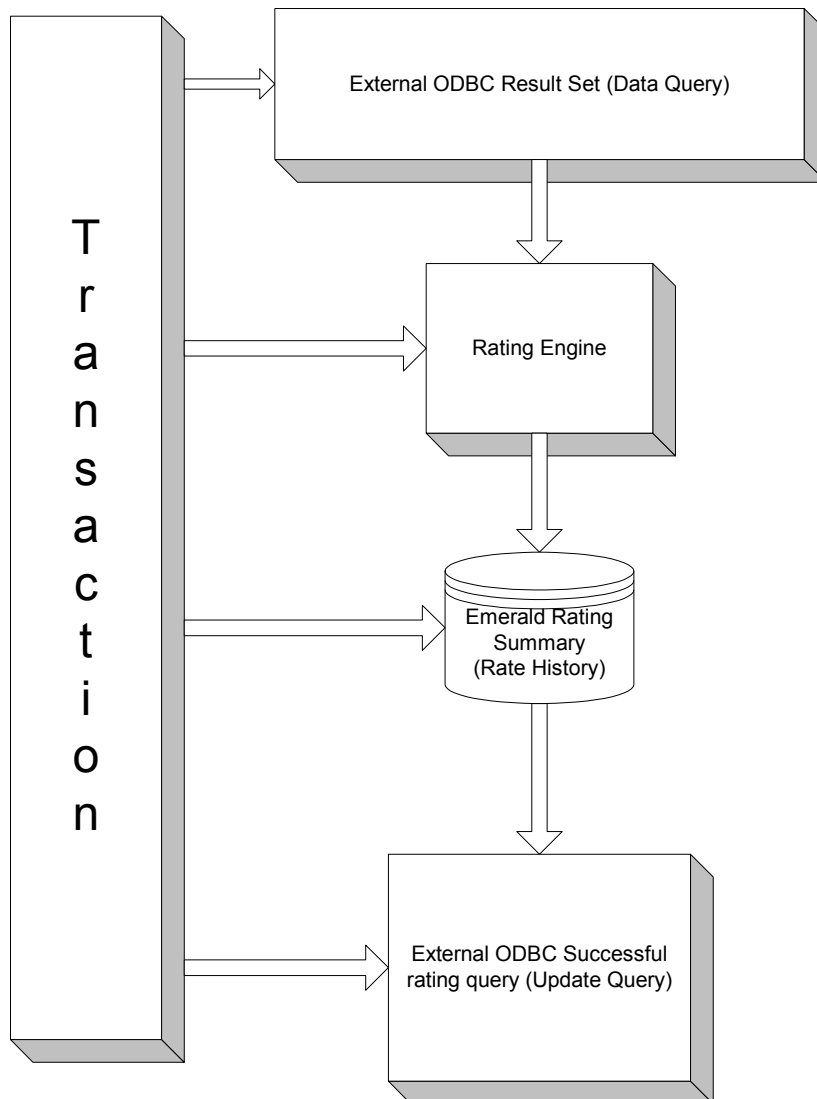 Transaction
External ODBC Result Set (Data Query)
Rating Engine
Emerald Rating
Summary
(Rate History)
External ODBC Successful
rating query (Update Query)